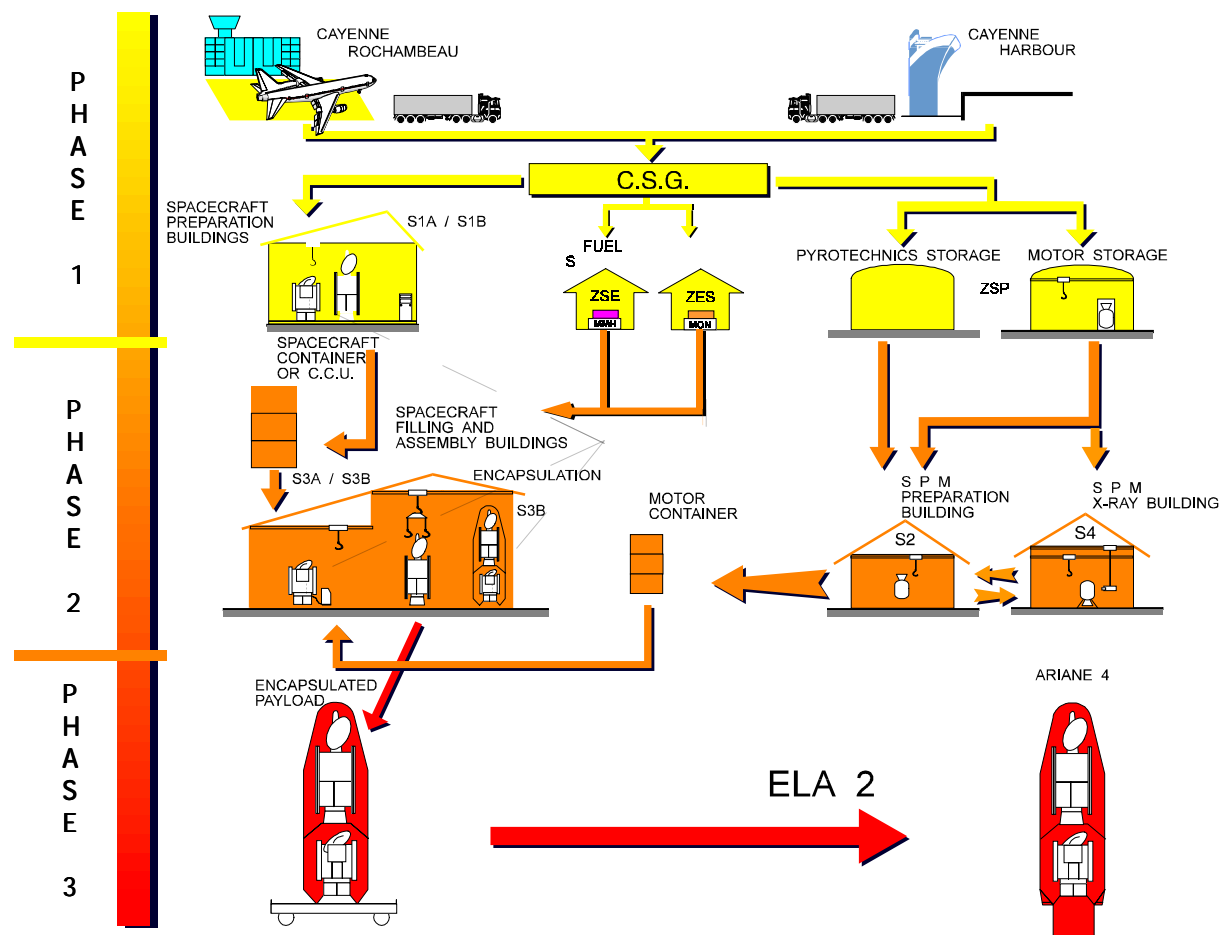 PHASE 1
CAYENNE
ROCHAMBEAU
CAYENNE
HARBOUR
C.S.G.
SPACECRAFT
PREPARATION
BUILDINGS
S1A / S1B
FUEL
S
ZSE
MMH
ZES
MON
PYROTECHNICS STORAGE
MOTOR STORAGE
ZSP
PHASE 2
SPACECRAFT
CONTAINER
OR C.C.U.
SPACECRAFT
FILLING AND
ASSEMBLY BUILDINGS
S3A / S3B
ENCAPSULATION
S3B
MOTOR
CONTAINER
S P M
PREPARATION
BUILDING
S2
S P M
X-RAY BUILDING
S4
PHASE 3
ENCAPSULATED
PAYLOAD
ELA 2
ARIANE 4